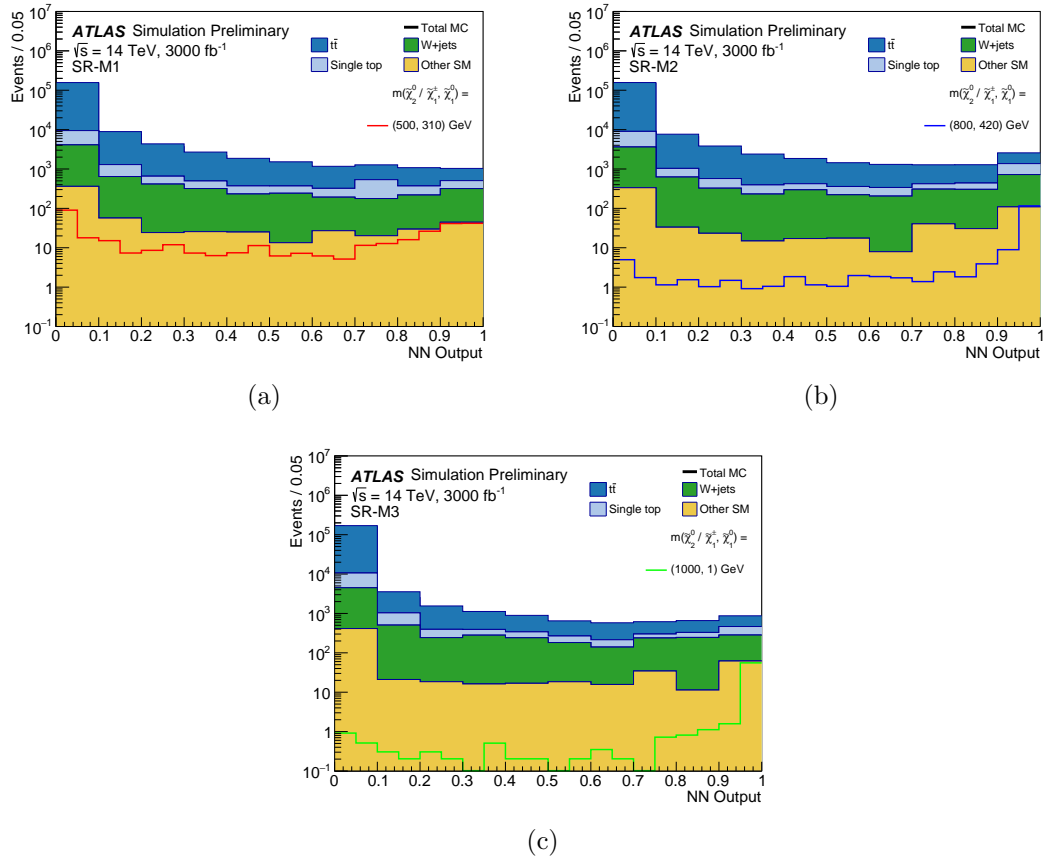 ATLAS Simulation Preliminary
√s = 14 TeV, 3000 fb⁻¹
SR-M1
Total MC
tt̄
W+jets
Single top
Other SM
m(χ̃⁰₂ / χ̃±₁, χ̃⁰₁) =
(500, 310) GeV
Events / 0.05
10⁷
10⁶
10⁵
10⁴
10³
10²
10
1
10⁻¹
0 0.1 0.2 0.3 0.4 0.5 0.6 0.7 0.8 0.9 1
NN Output
(a)
ATLAS Simulation Preliminary
√s = 14 TeV, 3000 fb⁻¹
SR-M2
Total MC
tt̄
W+jets
Single top
Other SM
m(χ̃⁰₂ / χ̃±₁, χ̃⁰₁) =
(800, 420) GeV
Events / 0.05
10⁷
10⁶
10⁵
10⁴
10³
10²
10
1
10⁻¹
0 0.1 0.2 0.3 0.4 0.5 0.6 0.7 0.8 0.9 1
NN Output
(b)
ATLAS Simulation Preliminary
√s = 14 TeV, 3000 fb⁻¹
SR-M3
Total MC
tt̄
W+jets
Single top
Other SM
m(χ̃⁰₂ / χ̃±₁, χ̃⁰₁) =
(1000, 1) GeV
Events / 0.05
10⁷
10⁶
10⁵
10⁴
10³
10²
10
1
10⁻¹
0 0.1 0.2 0.3 0.4 0.5 0.6 0.7 0.8 0.9 1
NN Output
(c)